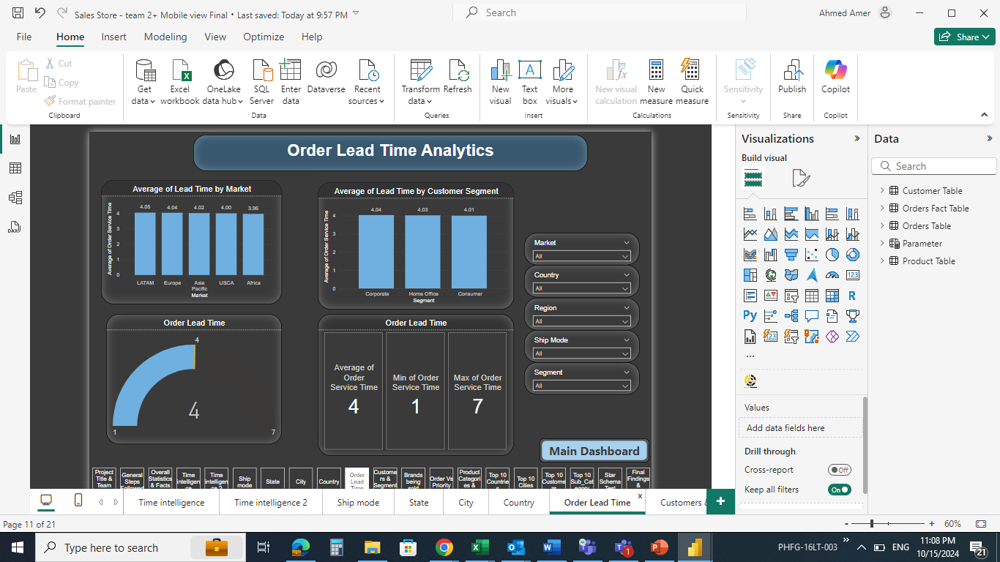 Sales Store - team 2+ Mobile view Final • Last saved: Today at 9:57 PM
Search
Ahmed Amer
File Home Insert Modeling View Optimize Help
Share
Paste
Cut
Copy
Format painter
Clipboard
Get data
Excel workbook
OneLake data hub
SQL Server
Enter data
Dataverse
Recent sources
Data
Transform data
Refresh
Queries
New visual
Text box
More visuals
Insert
New visual calculation
New measure
Quick measure
Calculations
Sensitivity
Sensitivity
Publish
Share
Copilot
Copilot
Order Lead Time Analytics
Average of Lead Time by Market
Average of Order Service Time
4
3
2
1
0
4.05 4.04 4.02 4.00 3.96
LATAM Europe Asia Pacific USCA Africa
Market
Average of Lead Time by Customer Segment
Average of Order Service Time
4
3
2
1
0
4.04 4.03 4.01
Corporate Home Office Consumer
Segment
Market
All
Country
All
Region
All
Ship Mode
All
Segment
All
Order Lead Time
4
4
1
7
Order Lead Time
Average of Order Service Time
4
Min of Order Service Time
1
Max of Order Service Time
7
Main Dashboard
Project Title & Team
General Steps Followed
Overall Statistics & Facts
Time intelligen
Time intelligen
Ship mode
State
City
Country
Order Lead Time
Custome rs & Segment
Brands being sold
Order Vs Priority
Product Categori es &
Top 10 Countrie
Top 10 Cities
Top 10 Custome
Top 10 Sub_Cat egory
Star Schema Test
Final Findings &
Time intelligence
Time intelligence 2
Ship mode
State
City
Country
Order Lead Time
x
Customers &
+
Page 11 of 21
- + 60%
Visualizations
Build visual
R
Py
123
123
...
Values
Add data fields here
Drill through
Cross-report
Off
Keep all filters
On
Data
Search
Customer Table
Orders Fact Table
Orders Table
Parameter
Product Table
DAX
Type here to search
1
PHFG-16LT-003
ENG
11:08 PM
10/15/2024
21